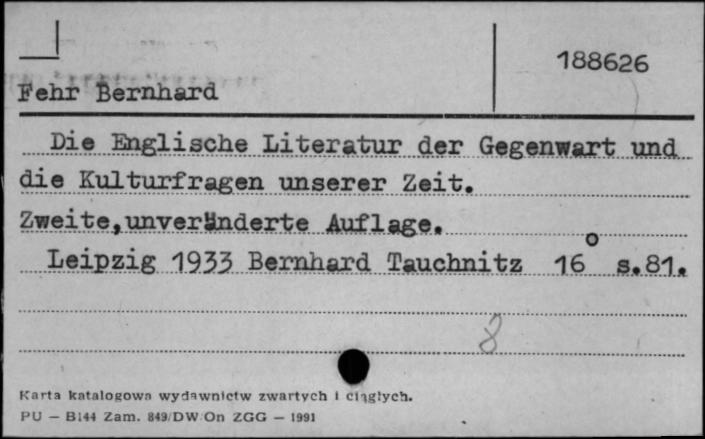 188626
Fehr Bernhard
Die Englische Literatur der Gegenwart und
die Kulturfragen unserer Zeit.
Zweite,unveränderte Auflage.
Leipzig 1933 Bernhard Tauchnitz 16° s.81.
8
Karta katalogowa wydawnictw zwartych i ciągłych.
PU — B144 Zam. 849/DW/On ZGG — 1991